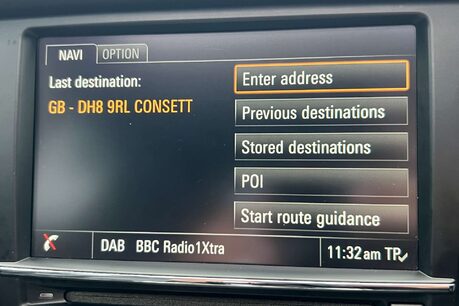 NAVI OPTION
Last destination:
GB - DH8 9RL CONSETT
Enter address
Previous destinations
Stored destinations
POI
Start route guidance
DAB BBC Radio1Xtra
11:32 am TP✓